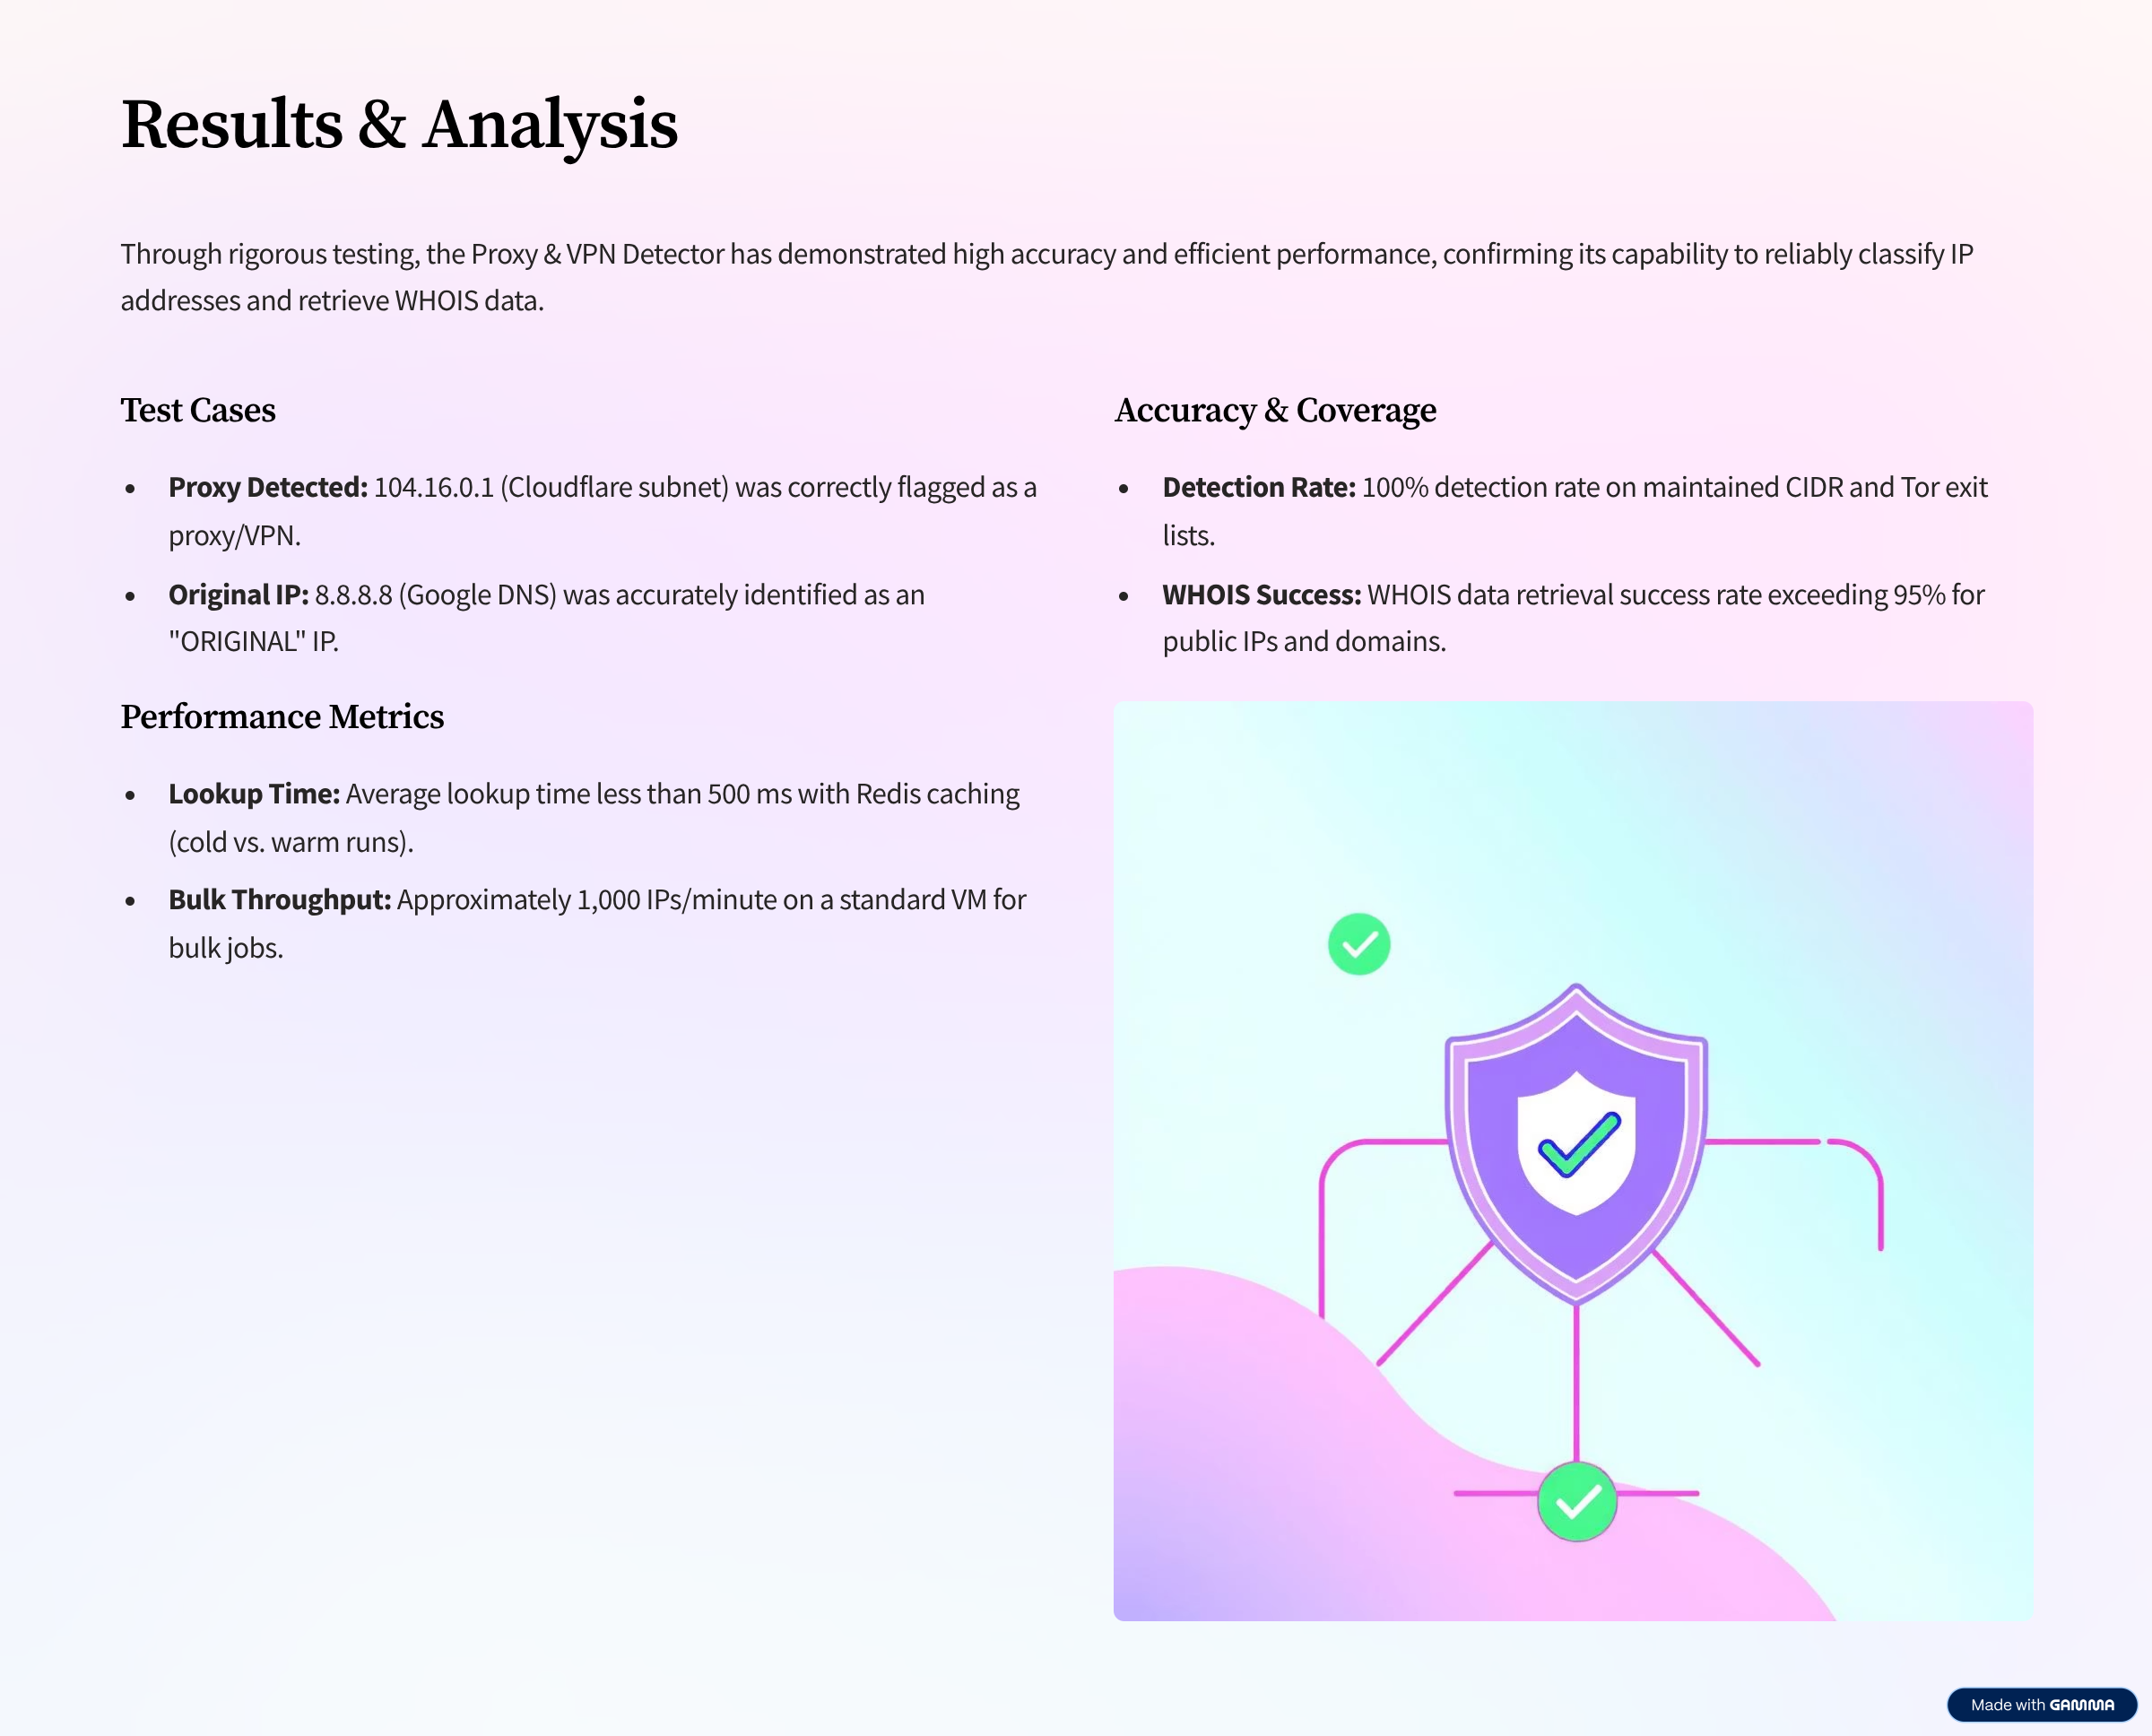 Results & Analysis
Through rigorous testing, the Proxy & VPN Detector has demonstrated high accuracy and efficient performance, confirming its capability to reliably classify IP
addresses and retrieve WHOIS data.
Test Cases
• Proxy Detected: 104.16.0.1 (Cloudflare subnet) was correctly flagged as a
proxy/VPN.
• Original IP: 8.8.8.8 (Google DNS) was accurately identified as an
"ORIGINAL" IP.
Performance Metrics
• Lookup Time: Average lookup time less than 500 ms with Redis caching
(cold vs. warm runs).
• Bulk Throughput: Approximately 1,000 IPs/minute on a standard VM for
bulk jobs.
Accuracy & Coverage
• Detection Rate: 100% detection rate on maintained CIDR and Tor exit
lists.
• WHOIS Success: WHOIS data retrieval success rate exceeding 95% for
public IPs and domains.
Made with GAMMA